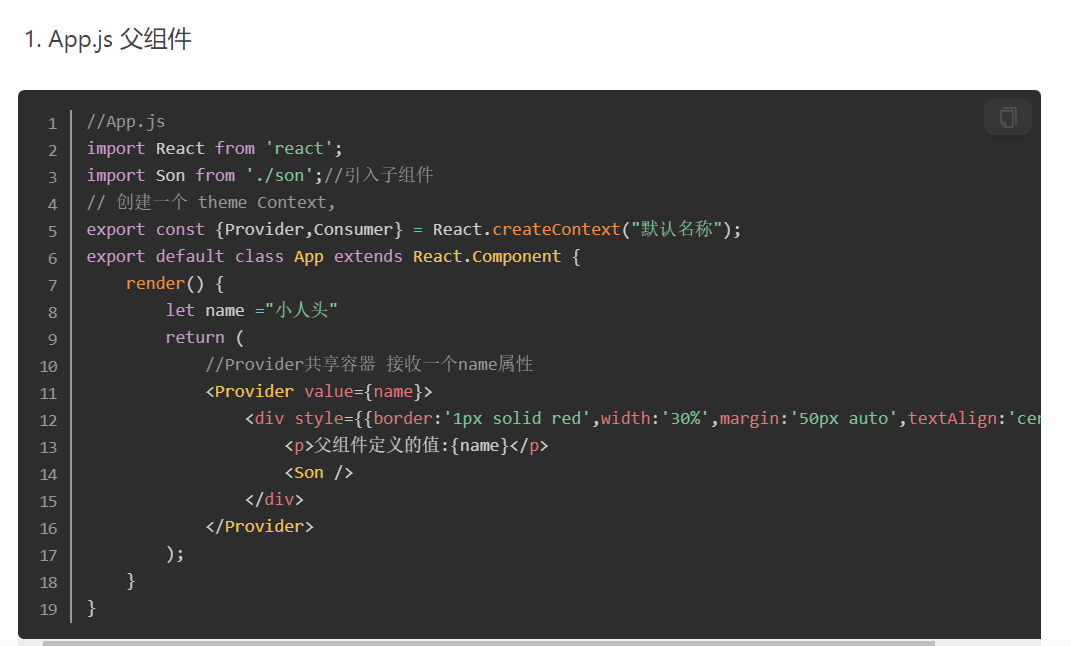 1. App.js 父组件
1 //App.js
2 import React from 'react';
3 import Son from './son';//引入子组件
4 // 创建一个 theme Context,
5 export const {Provider,Consumer} = React.createContext("默认名称");
6 export default class App extends React.Component {
7     render() {
8         let name ="小人头"
9         return (
10             //Provider共享容器 接收一个name属性
11             <Provider value={name}>
12                 <div style={{border:'1px solid red',width:'30%',margin:'50px auto',textAlign:'cen
13                     <p>父组件定义的值:{name}</p>
14                     <Son />
15                 </div>
16             </Provider>
17         );
18     }
19 }